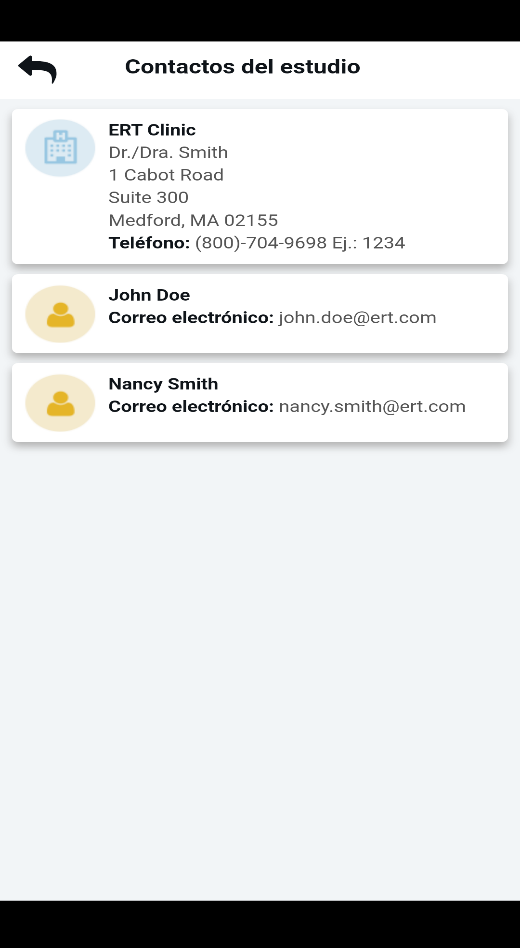 Contactos del estudio
ERT Clinic
Dr./Dra. Smith
1 Cabot Road
Suite 300
Medford, MA 02155
Teléfono: (800)-704-9698 Ej.: 1234
John Doe
Correo electrónico: john.doe@ert.com
Nancy Smith
Correo electrónico: nancy.smith@ert.com